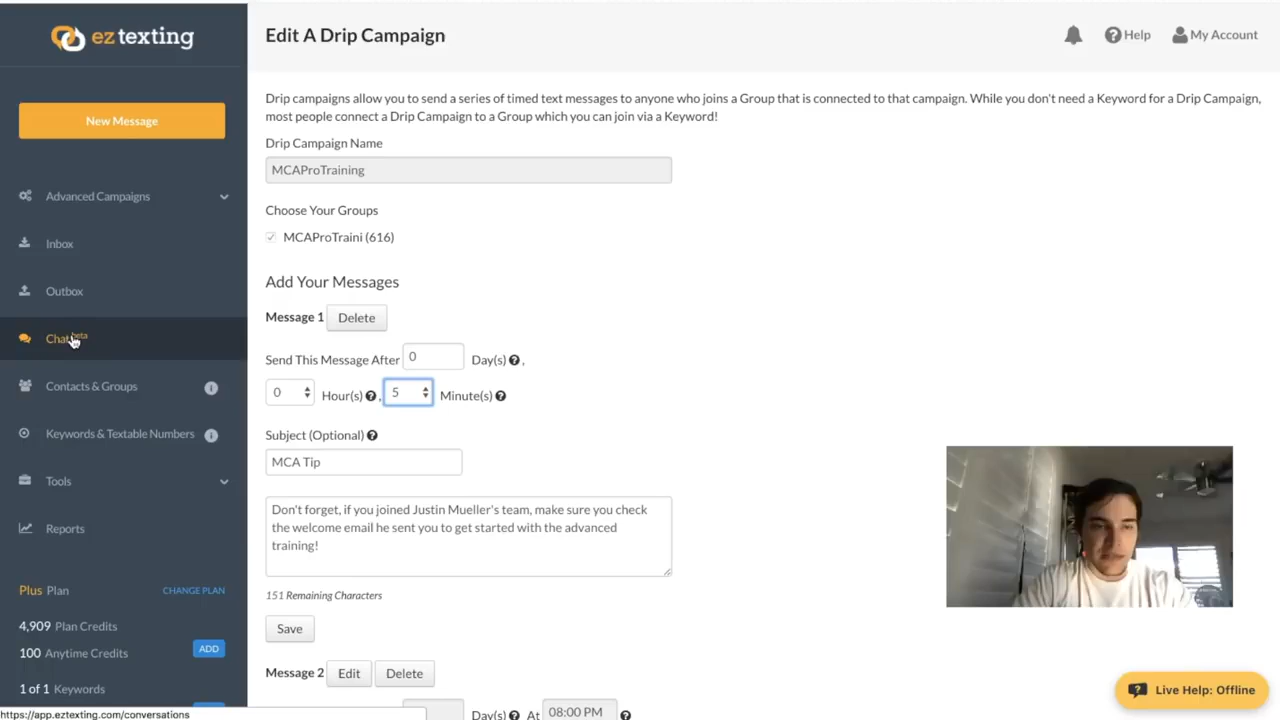 eztexting
Edit A Drip Campaign
Help
My Account
New Message
Drip campaigns allow you to send a series of timed text messages to anyone who joins a Group that is connected to that campaign. While you don't need a Keyword for a Drip Campaign,
most people connect a Drip Campaign to a Group which you can join via a Keyword!
Drip Campaign Name
MCAProTraining
Advanced Campaigns
Choose Your Groups
MCAProTraini (616)
Inbox
Add Your Messages
Outbox
Message 1 Delete
Chat beta
Send This Message After 0 Day(s) ? ,
Contacts & Groups i
0 Hour(s) ? , 5 Minute(s) ?
Keywords & Textable Numbers i
Subject (Optional) ?
MCA Tip
Tools
Don't forget, if you joined Justin Mueller's team, make sure you check
the welcome email he sent you to get started with the advanced
training!
Reports
Plus Plan CHANGE PLAN
151 Remaining Characters
4,909 Plan Credits
Save
100 Anytime Credits ADD
Message 2 Edit Delete
1 of 1 Keywords
Live Help: Offline
Day(s) ? At 08:00 PM ?
https://app.eztexting.com/conversations